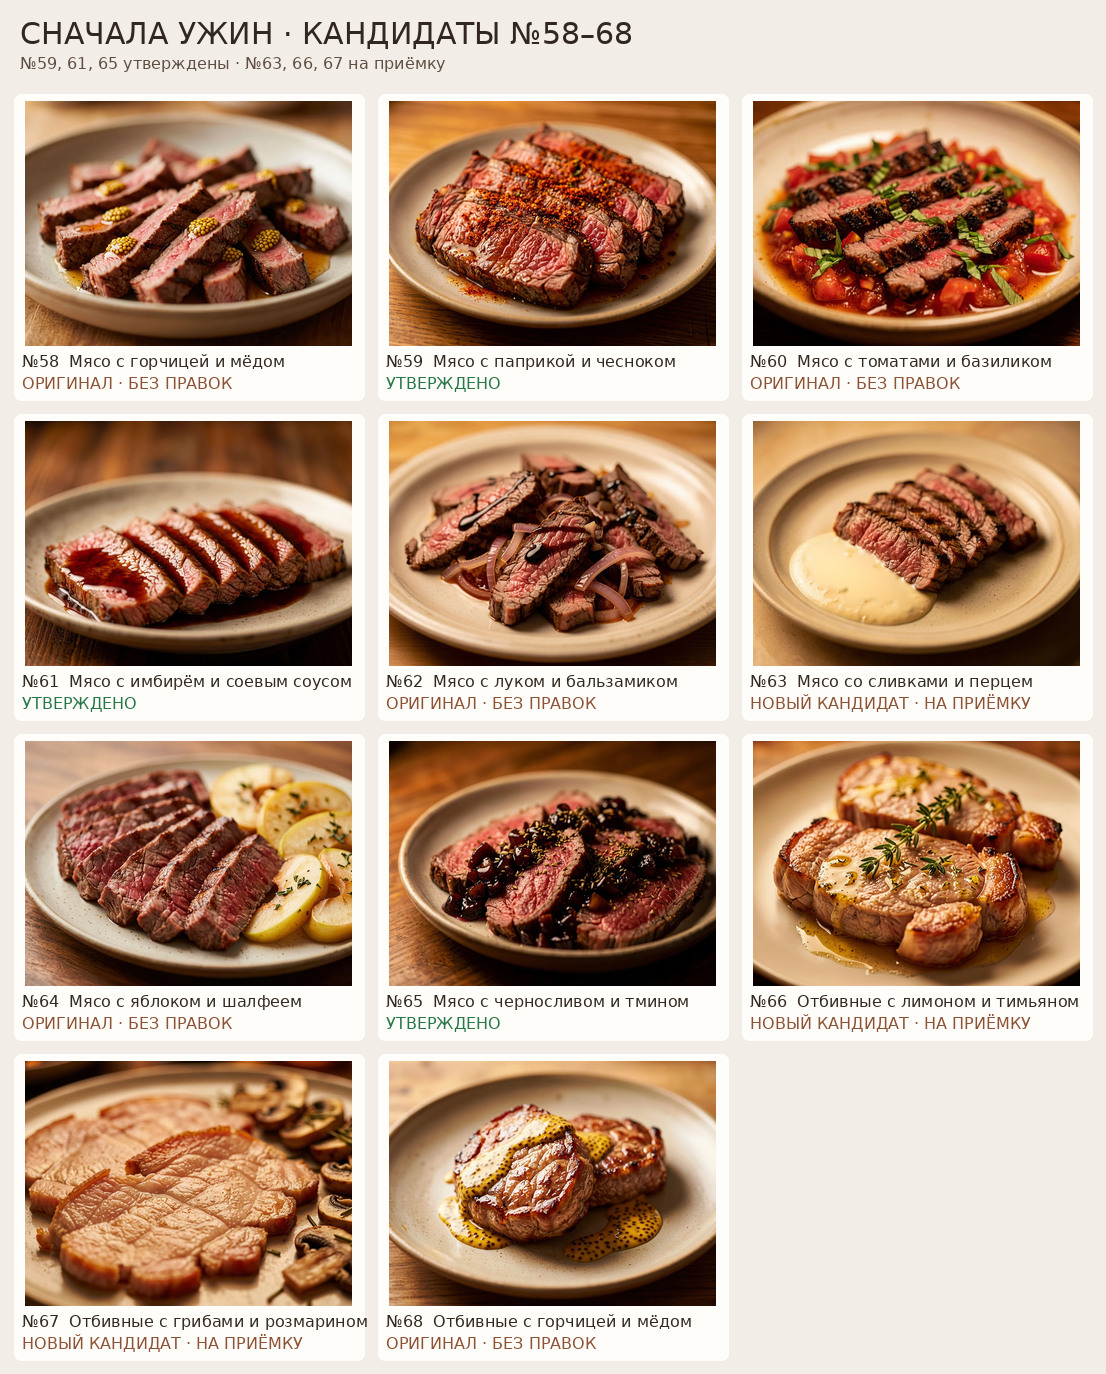 СНАЧАЛА УЖИН · КАНДИДАТЫ №58–68
№59, 61, 65 утверждены · №63, 66, 67 на приёмку
№58 Мясо с горчицей и мёдом
ОРИГИНАЛ · БЕЗ ПРАВОК
№59 Мясо с паприкой и чесноком
УТВЕРЖДЕНО
№60 Мясо с томатами и базиликом
ОРИГИНАЛ · БЕЗ ПРАВОК
№61 Мясо с имбирём и соевым соусом
УТВЕРЖДЕНО
№62 Мясо с луком и бальзамиком
ОРИГИНАЛ · БЕЗ ПРАВОК
№63 Мясо со сливками и перцем
НОВЫЙ КАНДИДАТ · НА ПРИЁМКУ
№64 Мясо с яблоком и шалфеем
ОРИГИНАЛ · БЕЗ ПРАВОК
№65 Мясо с черносливом и тмином
УТВЕРЖДЕНО
№66 Отбивные с лимоном и тимьяном
НОВЫЙ КАНДИДАТ · НА ПРИЁМКУ
№67 Отбивные с грибами и розмарином
НОВЫЙ КАНДИДАТ · НА ПРИЁМКУ
№68 Отбивные с горчицей и мёдом
ОРИГИНАЛ · БЕЗ ПРАВОК